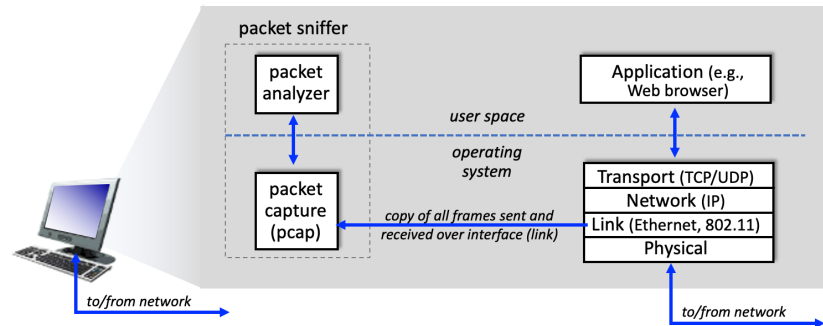 packet sniffer
packet
analyzer
Application (e.g.,
Web browser)
user space
operating
system
packet
capture
(pcap)
copy of all frames sent and
received over interface (link)
Transport (TCP/UDP)
Network (IP)
Link (Ethernet, 802.11)
Physical
to/from network
to/from network